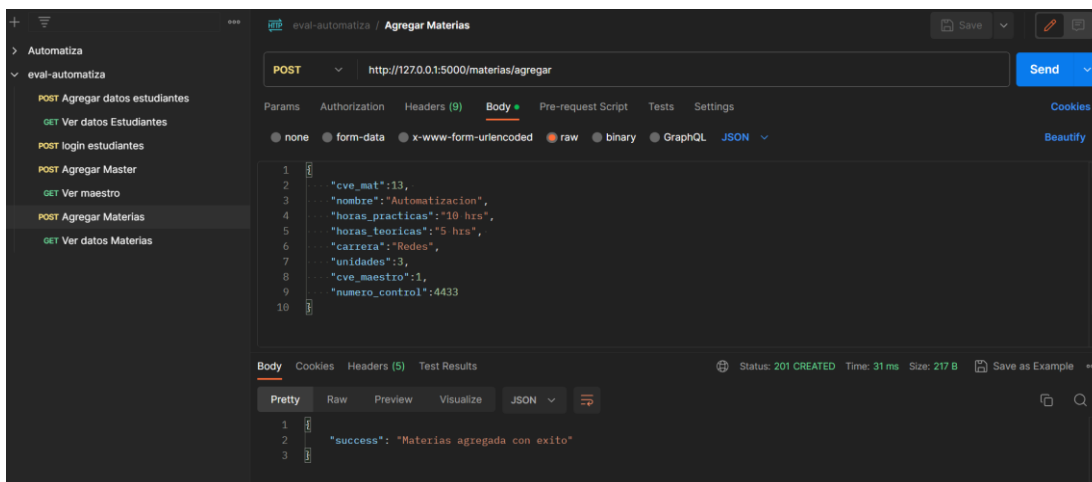 eval-automatiza / Agregar Materias
Save
Automatiza
eval-automatiza
POST Agregar datos estudiantes
GET Ver datos Estudiantes
POST login estudiantes
POST Agregar Master
GET Ver maestro
POST Agregar Materias
GET Ver datos Materias
POST http://127.0.0.1:5000/materias/agregar Send
Params Authorization Headers (9) Body Pre-request Script Tests Settings Cookies
none form-data x-www-form-urlencoded raw binary GraphQL JSON Beautify
1 {
2 "cve_mat":13,
3 "nombre":"Automatizacion",
4 "horas_practicas":"10 hrs",
5 "horas_teoricas":"5 hrs",
6 "carrera":"Redes",
7 "unidades":3,
8 "cve_maestro":1,
9 "numero_control":4433
10 }
Body Cookies Headers (5) Test Results Status: 201 CREATED Time: 31 ms Size: 217 B Save as Example
Pretty Raw Preview Visualize JSON
1 {
2 "success": "Materias agregada con exito"
3 }